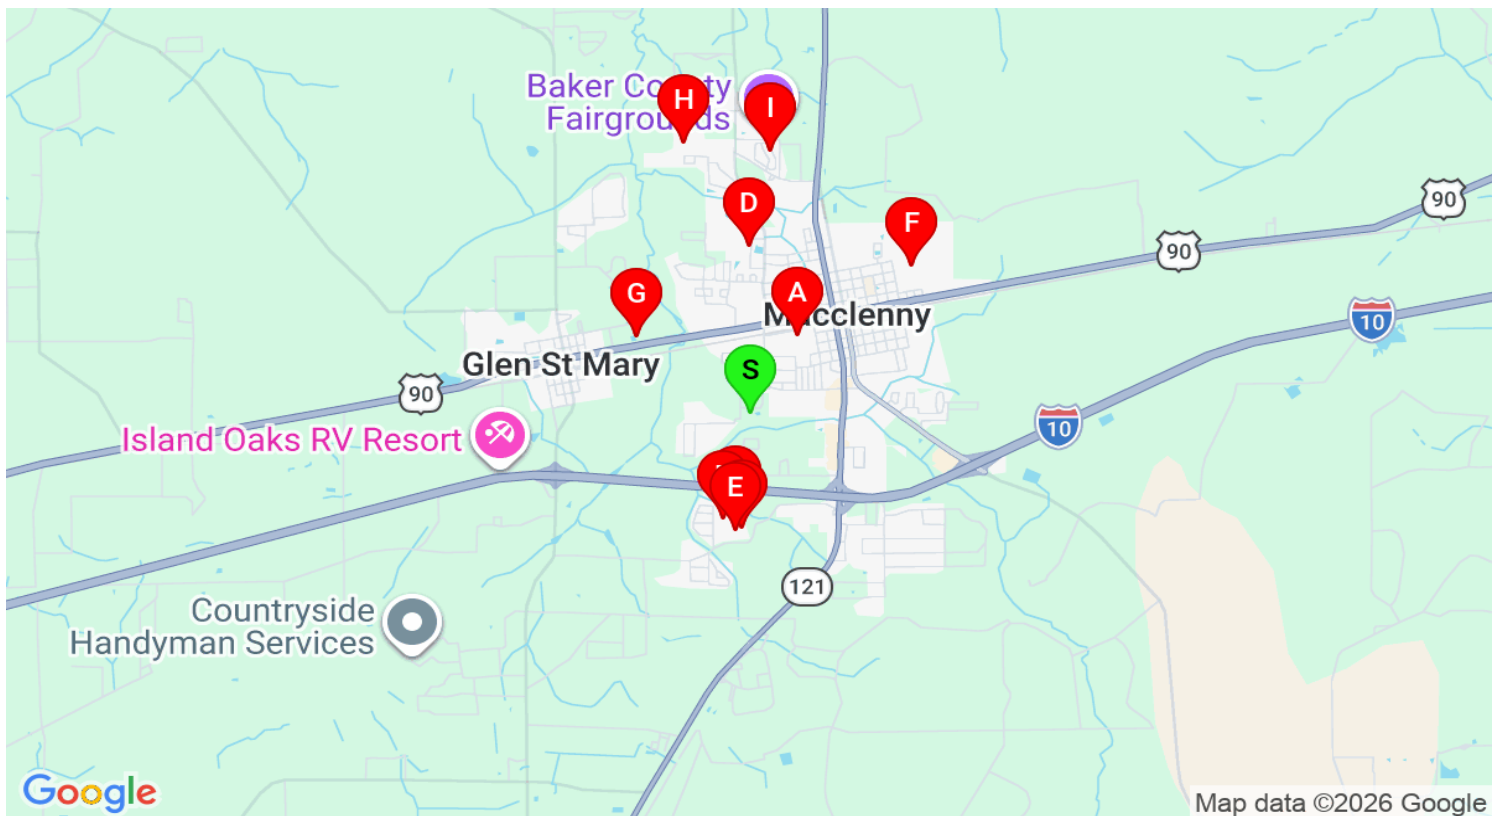 Baker County
Fairgrounds
H
I
D
F
90
90
G
A
Macclenny
10
S
Glen St Mary
90
Island Oaks RV Resort
10
E
121
Countryside
Handyman Services
Google
Map data ©2026 Google